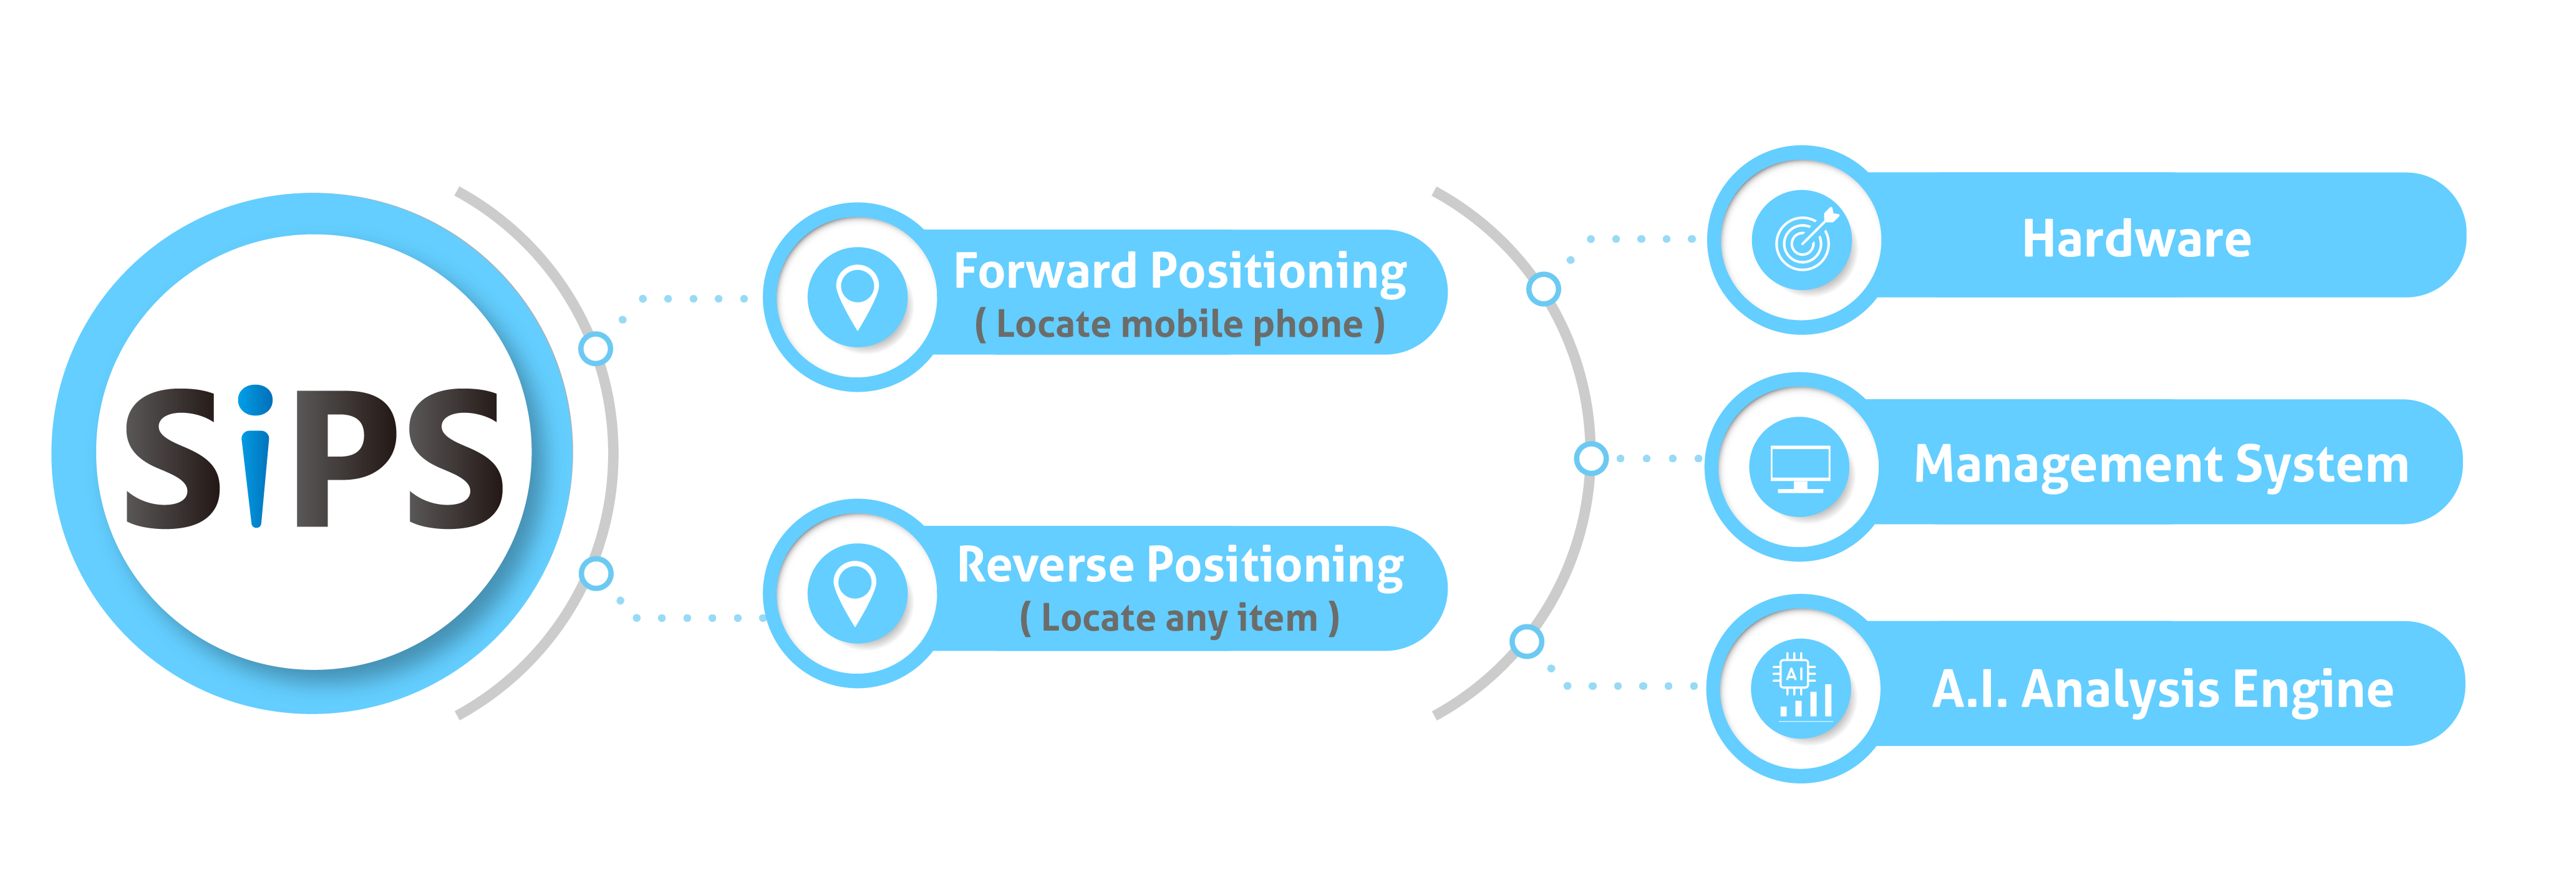 SiPS
Forward Positioning
( Locate mobile phone )
Reverse Positioning
( Locate any item )
Hardware
Management System
AI
A.I. Analysis Engine